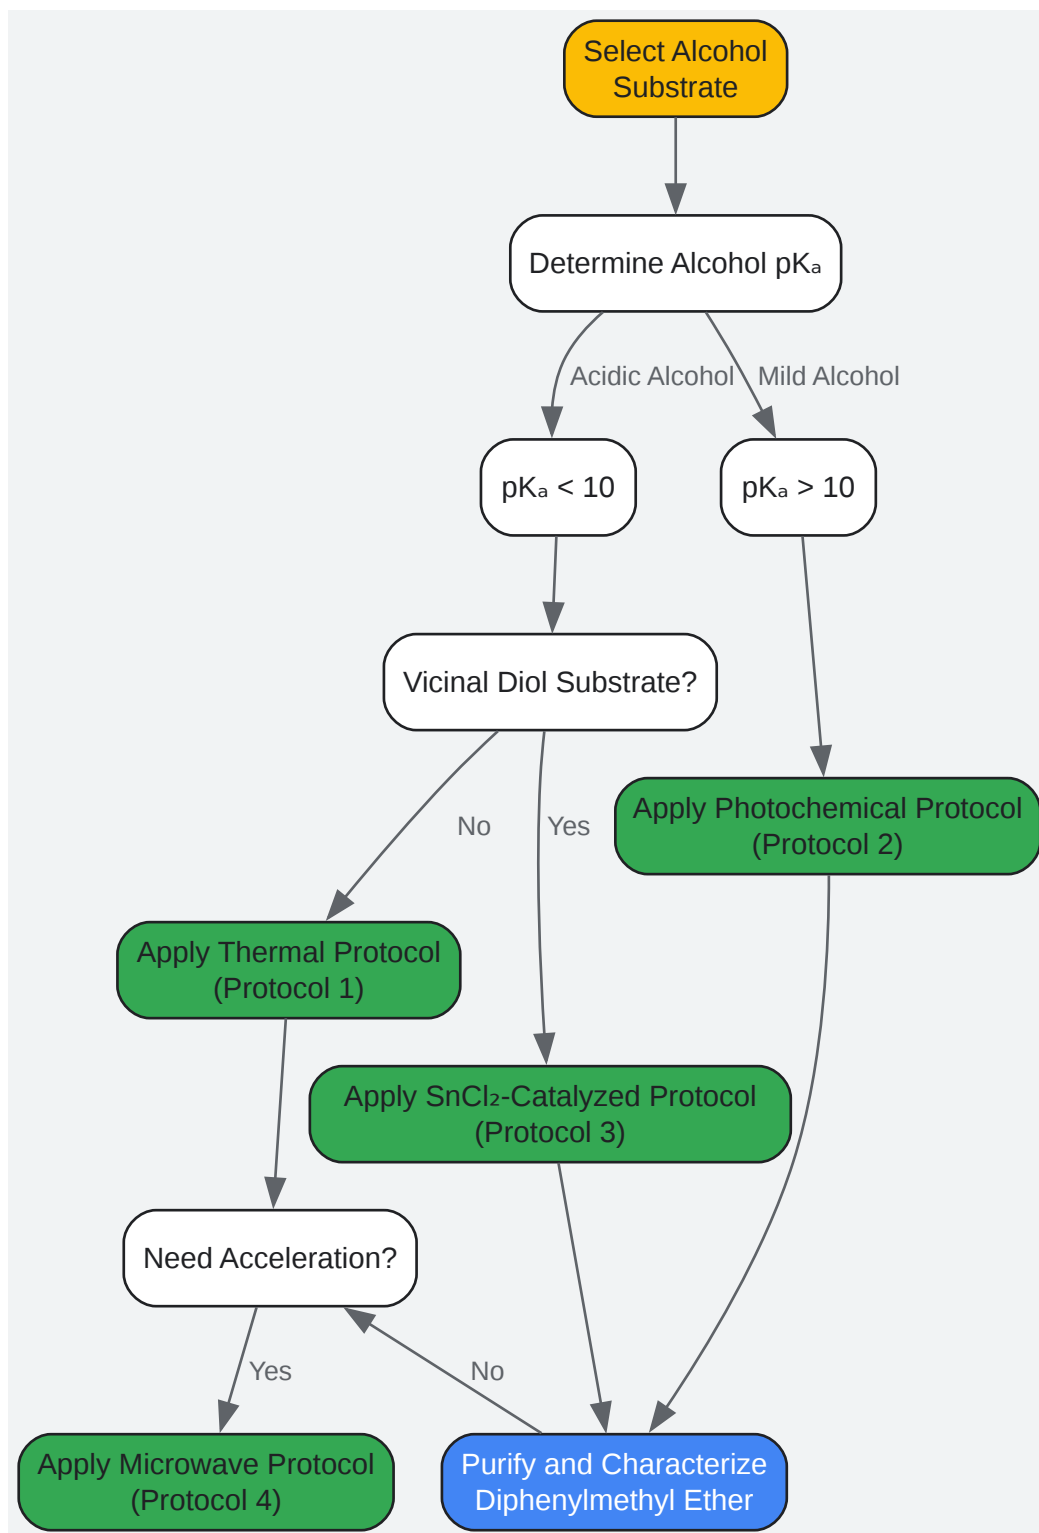 Select Alcohol
Substrate
Determine Alcohol pKₐ
Acidic Alcohol
Mild Alcohol
pKₐ < 10
pKₐ > 10
Vicinal Diol Substrate?
No
Yes
Apply Photochemical Protocol
(Protocol 2)
Apply Thermal Protocol
(Protocol 1)
Apply SnCl₂-Catalyzed Protocol
(Protocol 3)
Need Acceleration?
Yes
No
Apply Microwave Protocol
(Protocol 4)
Purify and Characterize
Diphenylmethyl Ether